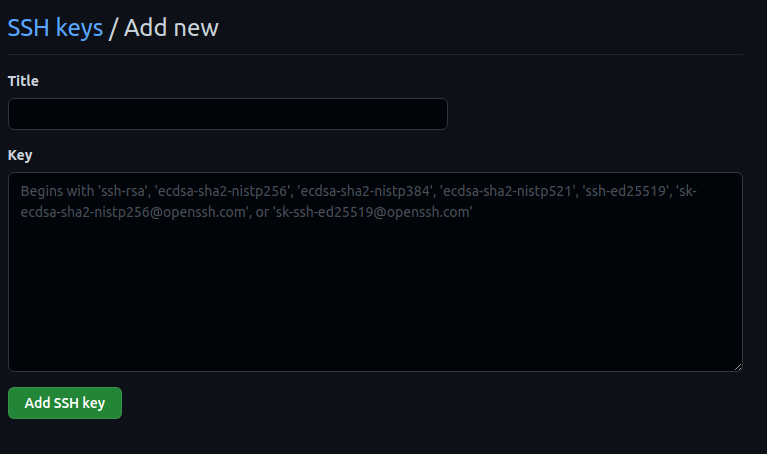 SSH keys / Add new
Title
Key
Begins with 'ssh-rsa', 'ecdsa-sha2-nistp256', 'ecdsa-sha2-nistp384', 'ecdsa-sha2-nistp521', 'ssh-ed25519', 'sk-
ecdsa-sha2-nistp256@openssh.com', or 'sk-ssh-ed25519@openssh.com'
Add SSH key